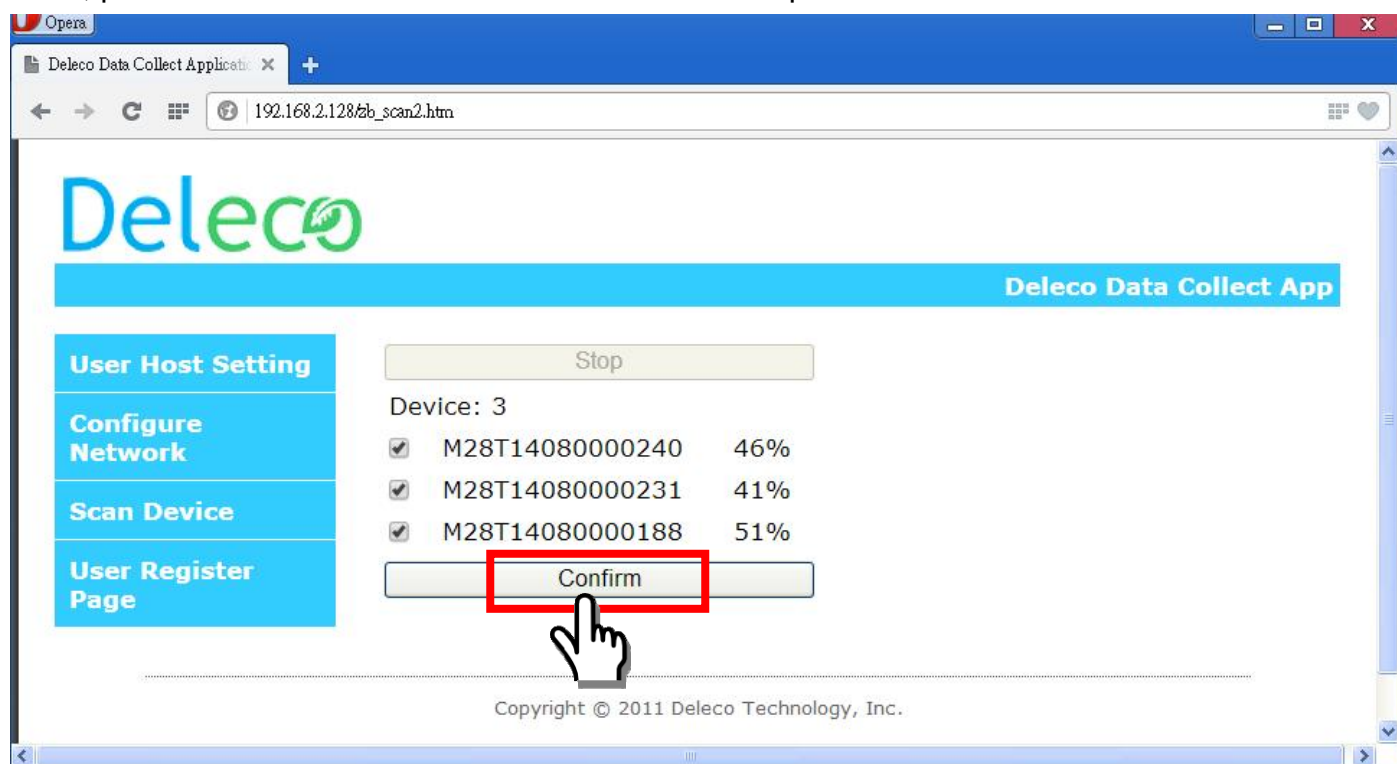 Opera
Deleco Data Collect Applicatio
192.168.2.128/zb_scan2.htm
Deleco
Deleco Data Collect App
User Host Setting
Configure
Network
Scan Device
User Register
Page
Stop
Device: 3
M28T14080000240 46%
M28T14080000231 41%
M28T14080000188 51%
Confirm
Copyright © 2011 Deleco Technology, Inc.